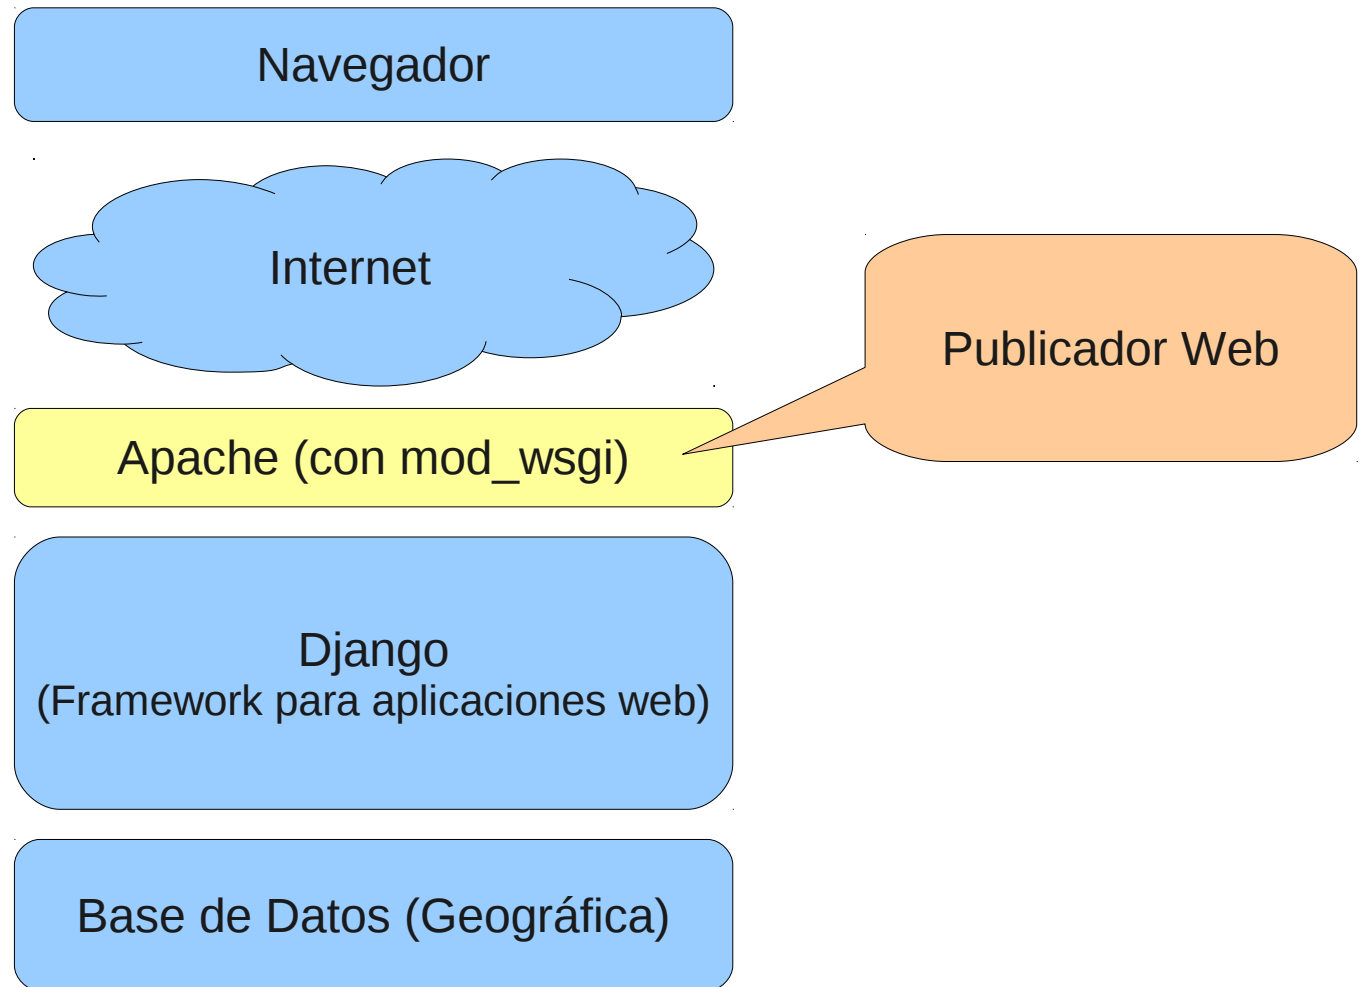 Navegador
Internet
Publicador Web
Apache (con mod_wsgi)
Django
(Framework para aplicaciones web)
Base de Datos (Geográfica)